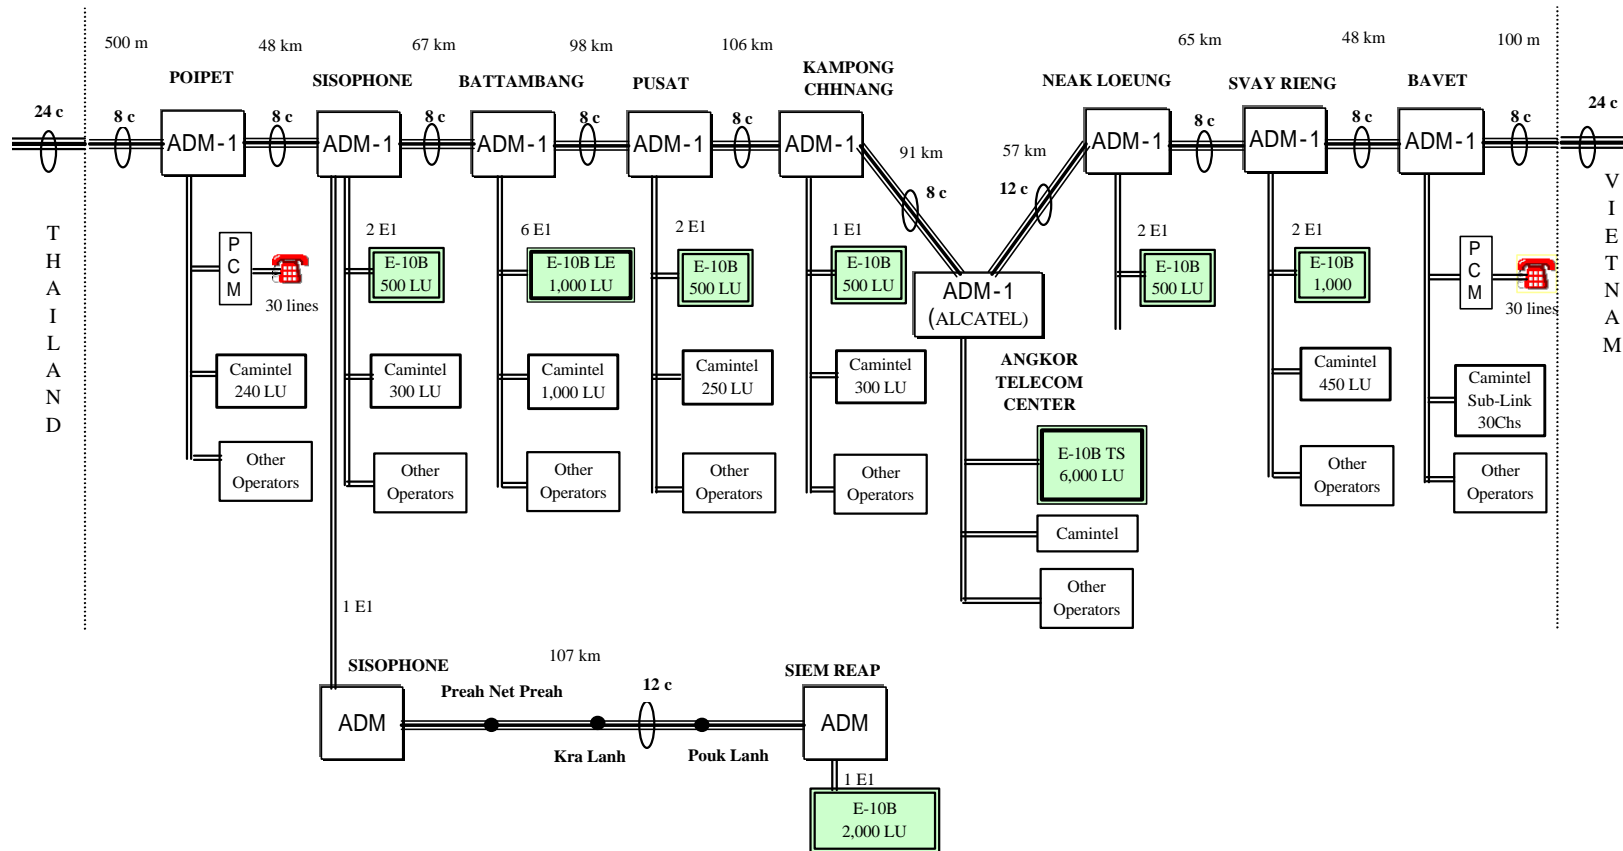 500 m
48 km
67 km
98 km
106 km
65 km
48 km
100 m
POIPET
SISOPHONE
BATTAMBANG
PUSAT
KAMPONG
CHHNANG
NEAK LOEUNG
SVAY RIENG
BAVET
24 c
8 c
ADM-1
8 c
ADM-1
8 c
ADM-1
8 c
ADM-1
8 c
ADM-1
91 km
8 c
57 km
12 c
ADM-1
8 c
ADM-1
8 c
ADM-1
8 c
24 c
THAILAND
VIETNAM
PCM
30 lines
Camintel
240 LU
Other
Operators
2 E1
E-10B
500 LU
Camintel
300 LU
Other
Operators
6 E1
E-10B LE
1,000 LU
Camintel
1,000 LU
Other
Operators
2 E1
E-10B
500 LU
Camintel
250 LU
Other
Operators
1 E1
E-10B
500 LU
Camintel
300 LU
Other
Operators
ADM-1
(ALCATEL)
ANGKOR
TELECOM
CENTER
E-10B TS
6,000 LU
Camintel
Other
Operators
2 E1
E-10B
500 LU
2 E1
E-10B
1,000
Camintel
450 LU
Other
Operators
PCM
30 lines
Camintel
Sub-Link
30Chs
Other
Operators
1 E1
SISOPHONE
107 km
SIEM REAP
Preah Net Preah
12 c
ADM
ADM
Kra Lanh
Pouk Lanh
1 E1
E-10B
2,000 LU